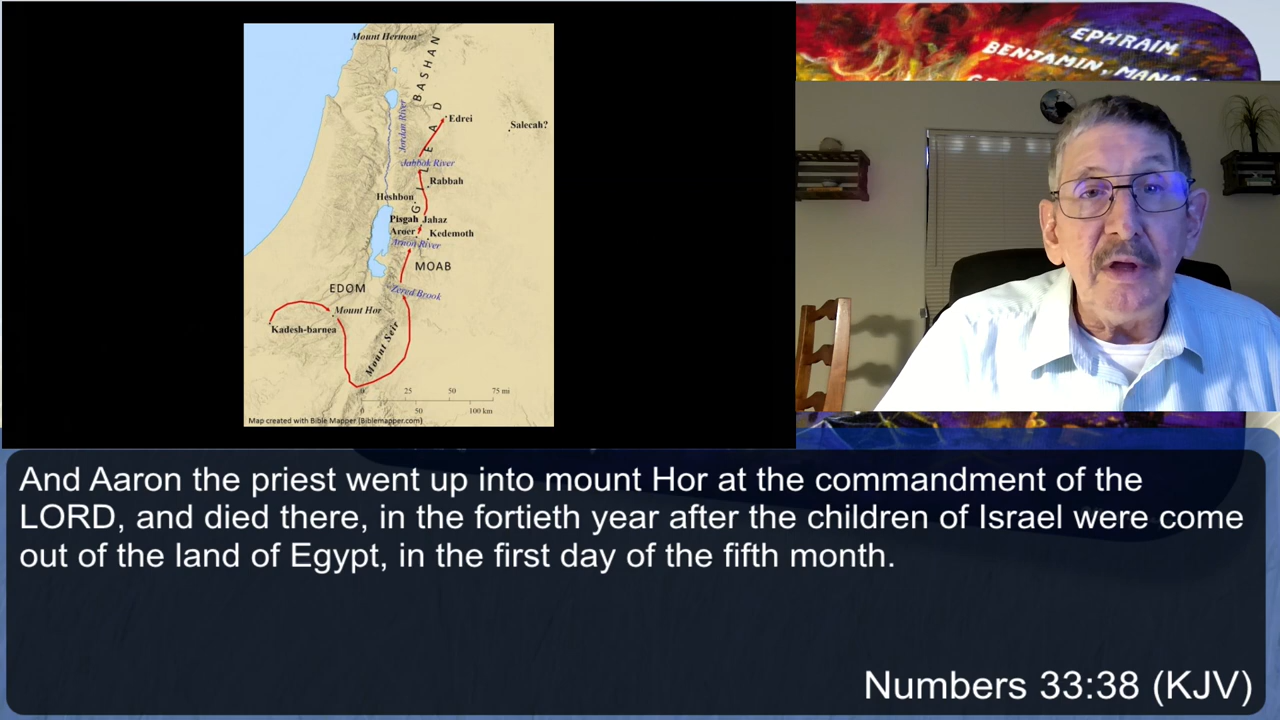 Mount Hermon
BASHAN
Jordan River
GILEAD
Edrei
Salecah?
Jabbok River
Rabbah
Heshbon
Pisgah
Jahaz
Aroer
Kedemoth
Arnon River
MOAB
EDOM
Zered Brook
Mount Hor
Kadesh-barnea
Mount Seir
0 25 50 75 mi
0 50 100 km
Map created with Bible Mapper (Biblemapper.com)
EPHRAIM
BENJAMIN, MANAS
And Aaron the priest went up into mount Hor at the commandment of the
LORD, and died there, in the fortieth year after the children of Israel were come
out of the land of Egypt, in the first day of the fifth month.
Numbers 33:38 (KJV)